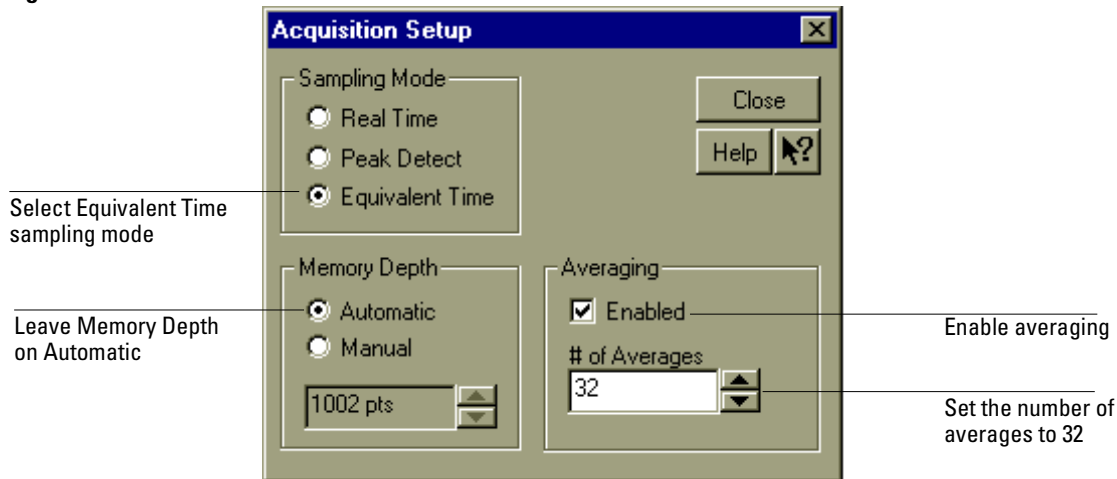 Acquisition Setup
Sampling Mode
Real Time
Peak Detect
Equivalent Time
Close
Help
?
Select Equivalent Time
sampling mode
Memory Depth
Automatic
Manual
1002 pts
Leave Memory Depth
on Automatic
Averaging
Enabled
# of Averages
32
Enable averaging
Set the number of
averages to 32